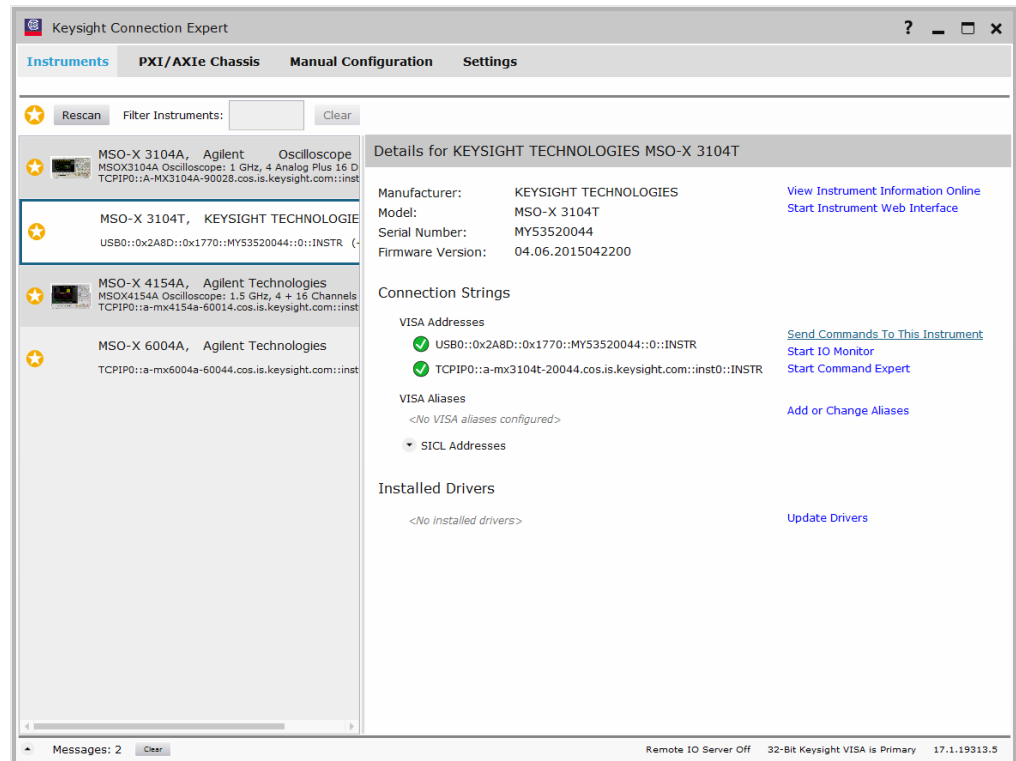 Keysight Connection Expert
?
Instruments PXI/AXIe Chassis Manual Configuration Settings
Rescan Filter Instruments: Clear
MSO-X 3104A, Agilent Oscilloscope
MSOX3104A Oscilloscope: 1 GHz, 4 Analog Plus 16 D
TCPIP0::A-MX3104A-90028.cos.is.keysight.com::inst
MSO-X 3104T, KEYSIGHT TECHNOLOGIE
USB0::0x2A8D::0x1770::MY53520044::0::INSTR (-
MSO-X 4154A, Agilent Technologies
MSOX4154A Oscilloscope: 1.5 GHz, 4 + 16 Channels
TCPIP0::a-mx4154a-60014.cos.is.keysight.com::inst
MSO-X 6004A, Agilent Technologies
TCPIP0::a-mx6004a-60044.cos.is.keysight.com::inst
Details for KEYSIGHT TECHNOLOGIES MSO-X 3104T
Manufacturer: KEYSIGHT TECHNOLOGIES View Instrument Information Online
Model: MSO-X 3104T Start Instrument Web Interface
Serial Number: MY53520044
Firmware Version: 04.06.2015042200
Connection Strings
VISA Addresses
Send Commands To This Instrument
USB0::0x2A8D::0x1770::MY53520044::0::INSTR
Start IO Monitor
TCPIP0::a-mx3104t-20044.cos.is.keysight.com::inst0::INSTR Start Command Expert
VISA Aliases
Add or Change Aliases
<No VISA aliases configured>
SICL Addresses
Installed Drivers
<No installed drivers> Update Drivers
Messages: 2 Clear Remote IO Server Off 32-Bit Keysight VISA is Primary 17.1.19313.5